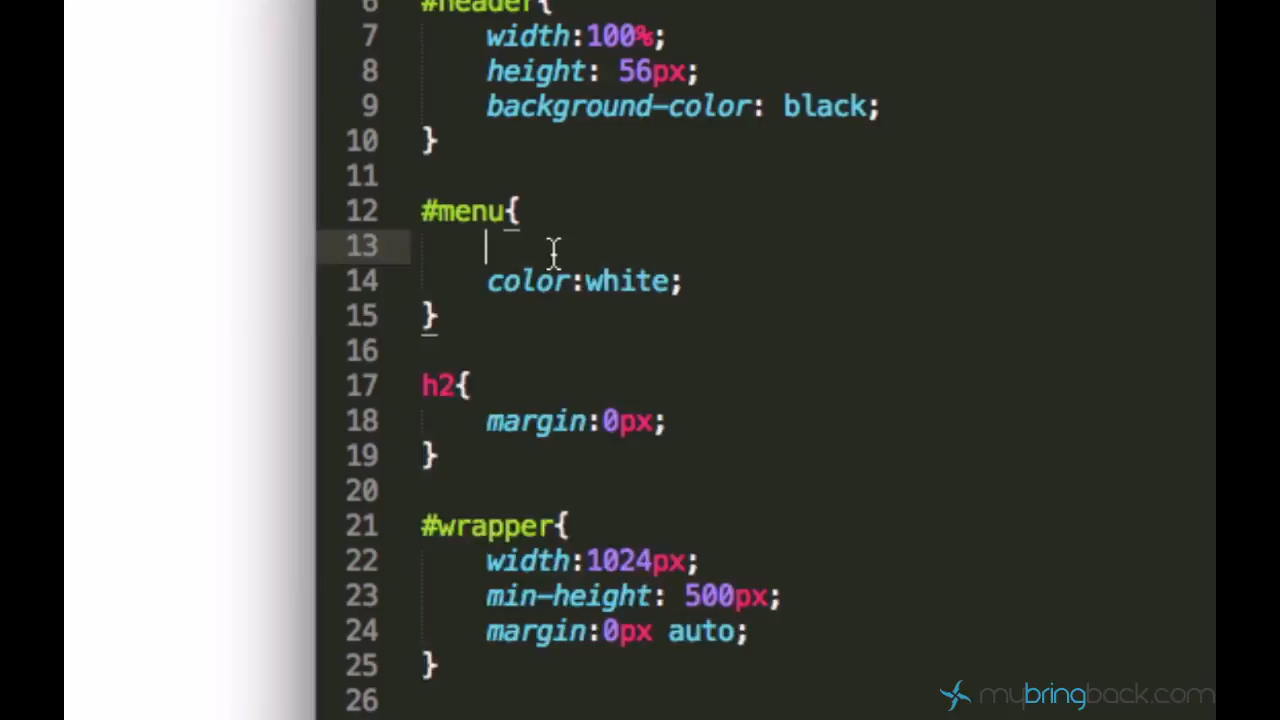 6 #header{
7 width:100%;
8 height: 56px;
9 background-color: black;
10 }
11
12 #menu{
13
14 color:white;
15 }
16
17 h2{
18 margin:0px;
19 }
20
21 #wrapper{
22 width:1024px;
23 min-height: 500px;
24 margin:0px auto;
25 }
26
mybringback.com